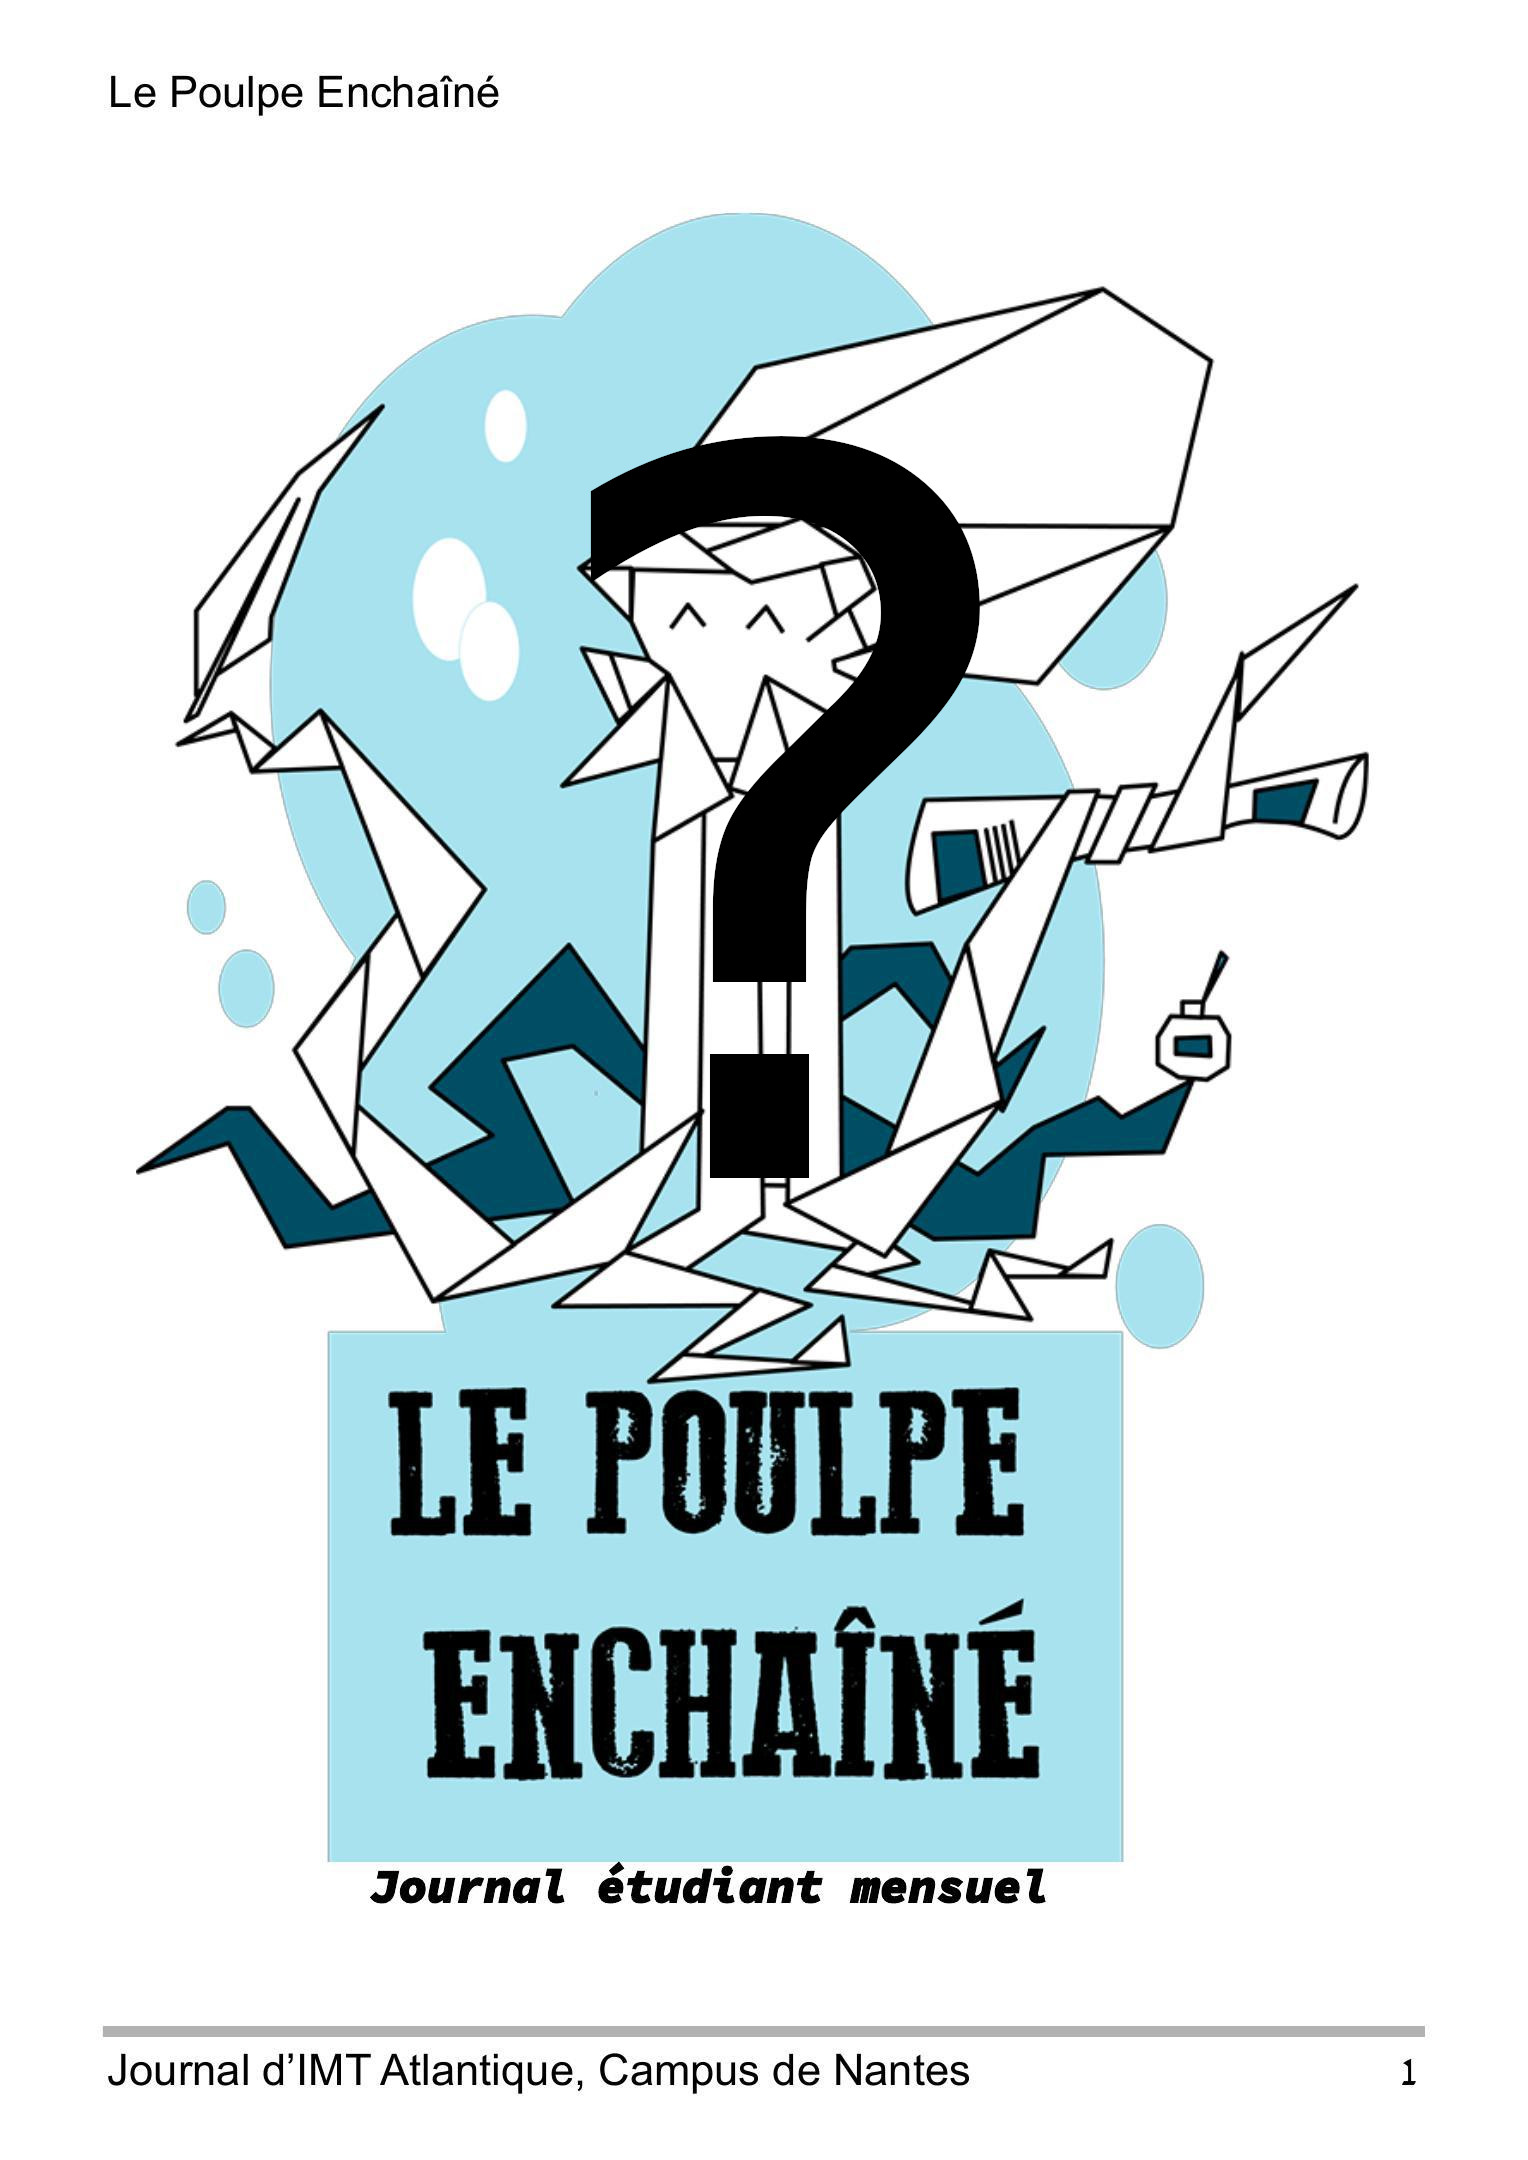 Le Poulpe Enchaîné
?
LE POULPE
ENCHAÎNÉ
Journal étudiant mensuel
Journal d’IMT Atlantique, Campus de Nantes 1